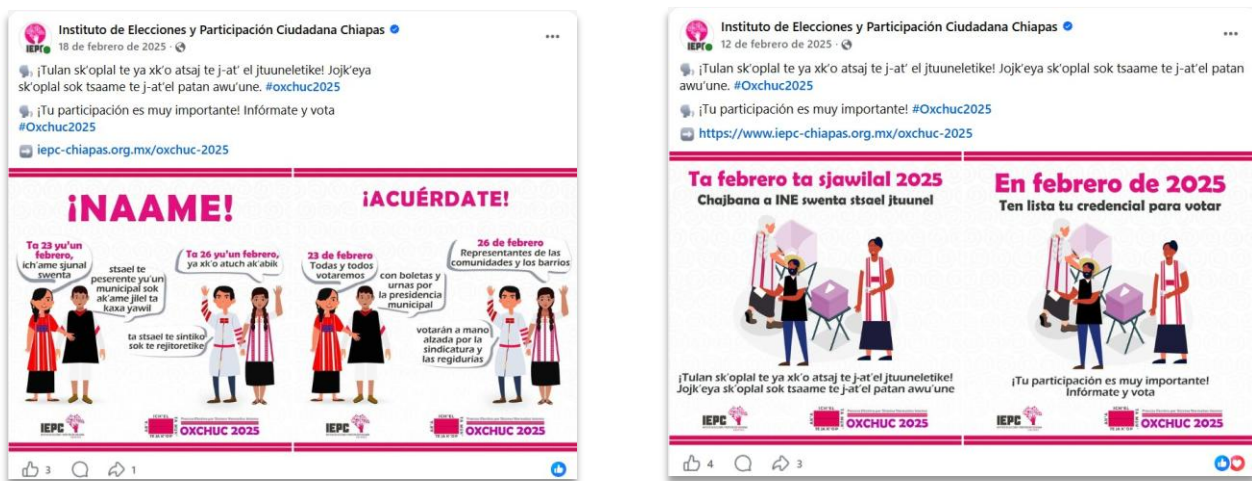 Instituto de Elecciones y Participación Ciudadana Chiapas
18 de febrero de 2025 ·
¡Tulan sk'oplal te ya xk'o atsaj te j-at' el jtuuneletike! Jojk'eya
sk'oplal sok tsaame te j-at'el patan awu'une. #oxchuc2025
¡Tu participación es muy importante! Infórmate y vota
#Oxchuc2025
iepc-chiapas.org.mx/oxchuc-2025
¡NAAME!
Ta 23 yu'un
febrero,
ich'ame sjunal
swenta
stsael te
peserente yu'un
municipal sok
ak'ame jilel ta
kaxa yawil
Ta 26 yu'un febrero,
ya xk'o atuch ak'abik
ta stsael te sintiko
sok te rejitoretike
IEPC
OXCHUC 2025
¡ACUÉRDATE!
23 de febrero
Todas y todos
votaremos
con boletas y
urnas por
la presidencia
municipal
26 de febrero
Representantes de las
comunidades y los barrios
votarán a mano
alzada por la
sindicatura y
las regidurías
IEPC
OXCHUC 2025
3
1
Instituto de Elecciones y Participación Ciudadana Chiapas
12 de febrero de 2025 ·
¡Tulan sk'oplal te ya xk'o atsaj te j-at' el jtuuneletike! Jojk'eya sk'oplal sok tsaame te j-at'el patan
awu'une. #Oxchuc2025
¡Tu participación es muy importante! #Oxchuc2025
https://www.iepc-chiapas.org.mx/oxchuc-2025
Ta febrero ta sjawilal 2025
Chajbana a INE swenta stsael jtuunel
¡Tulan sk'oplal te ya xk'o atsaj te j-at'el jtuuneletike!
Jojk'eya sk'oplal sok tsaame te j-at'el patan awu'une
IEPC
OXCHUC 2025
En febrero de 2025
Ten lista tu credencial para votar
¡Tu participación es muy importante!
Infórmate y vota
IEPC
OXCHUC 2025
4
3